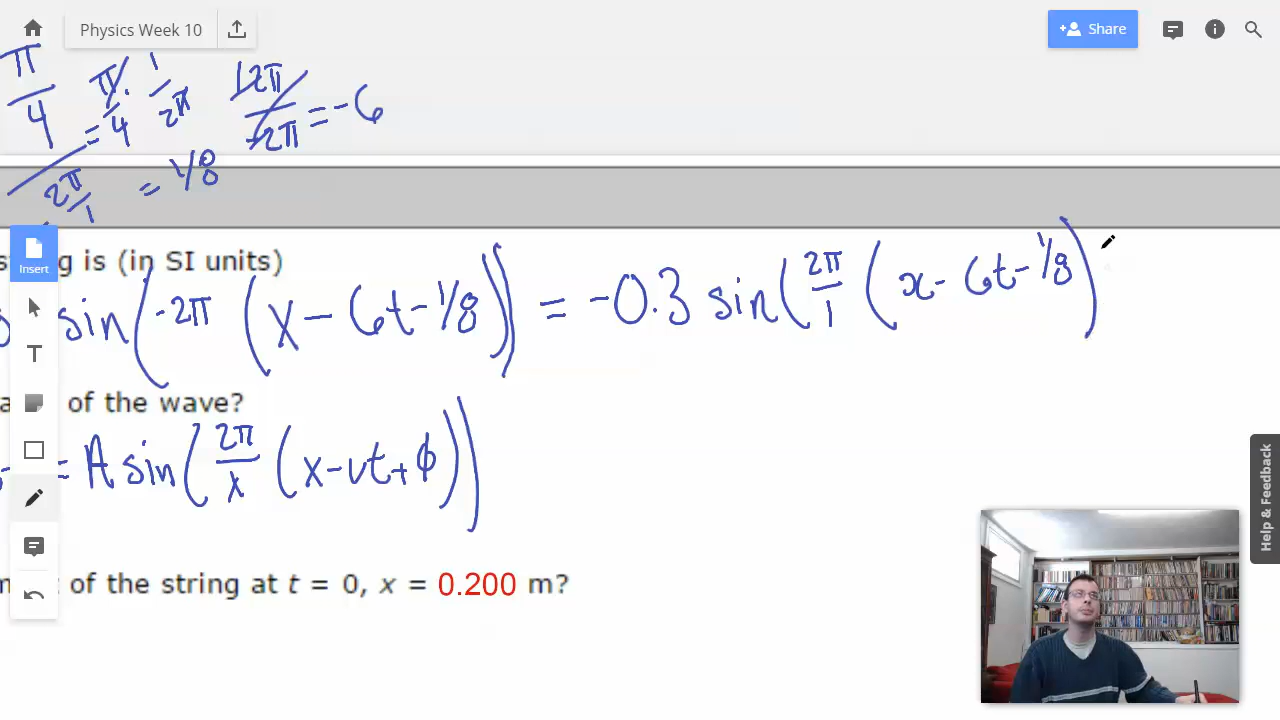 Physics Week 10
Share
π/4
= π/4 · 1/2π
12π/-2π = -6
2π/1
= 1/8
Insert
is (in SI units)
sin(-2π (x - 6t - 1/8)) = -0.3 sin(2π/1 (x - 6t - 1/8)
of the wave?
= A sin(2π/λ (x - vt + φ))
T
of the string at t = 0, x = 0.200 m?
Help & Feedback